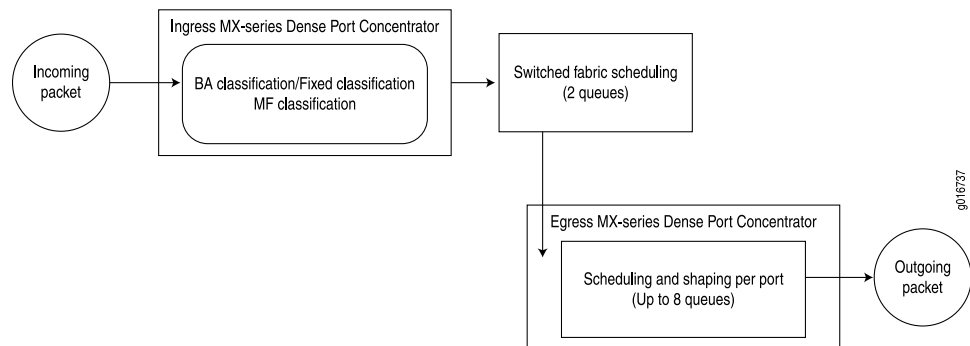 Ingress MX-series Dense Port Concentrator
Incoming
packet
BA classification/Fixed classification
MF classification
Switched fabric scheduling
(2 queues)
g016737
Egress MX-series Dense Port Concentrator
Scheduling and shaping per port
(Up to 8 queues)
Outgoing
packet